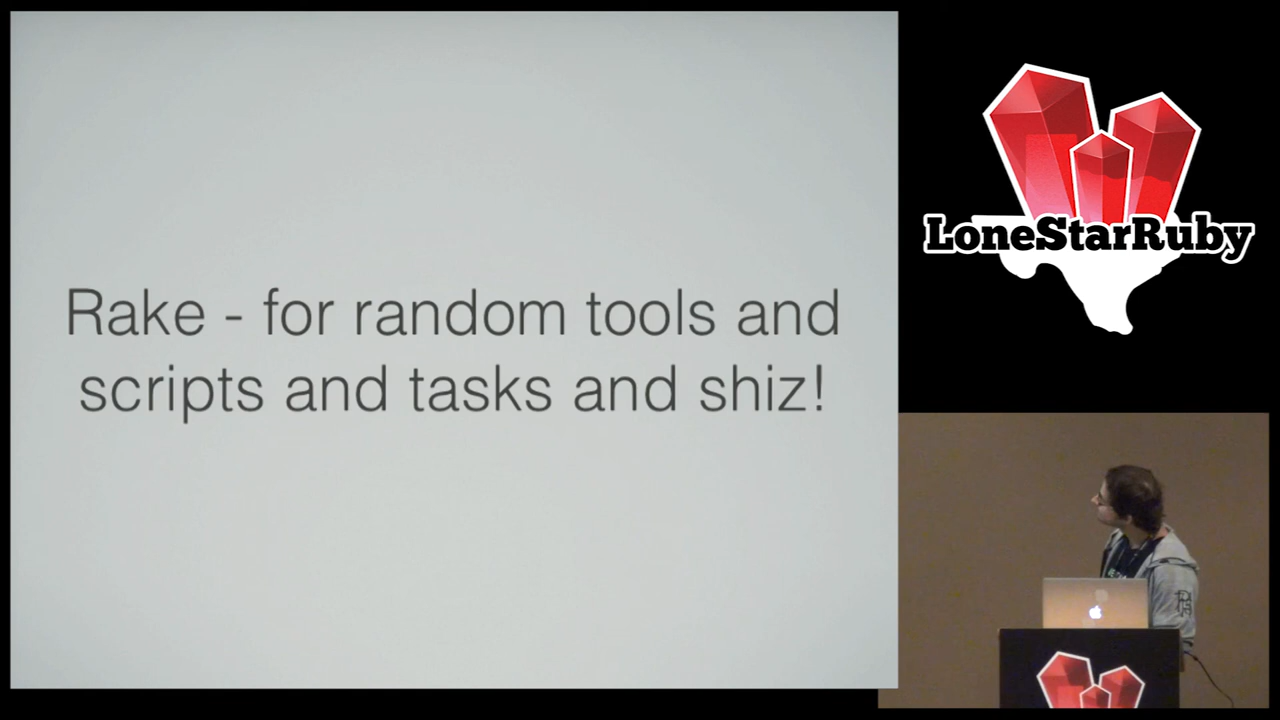 Rake - for random tools and
scripts and tasks and shiz!
LoneStarRuby